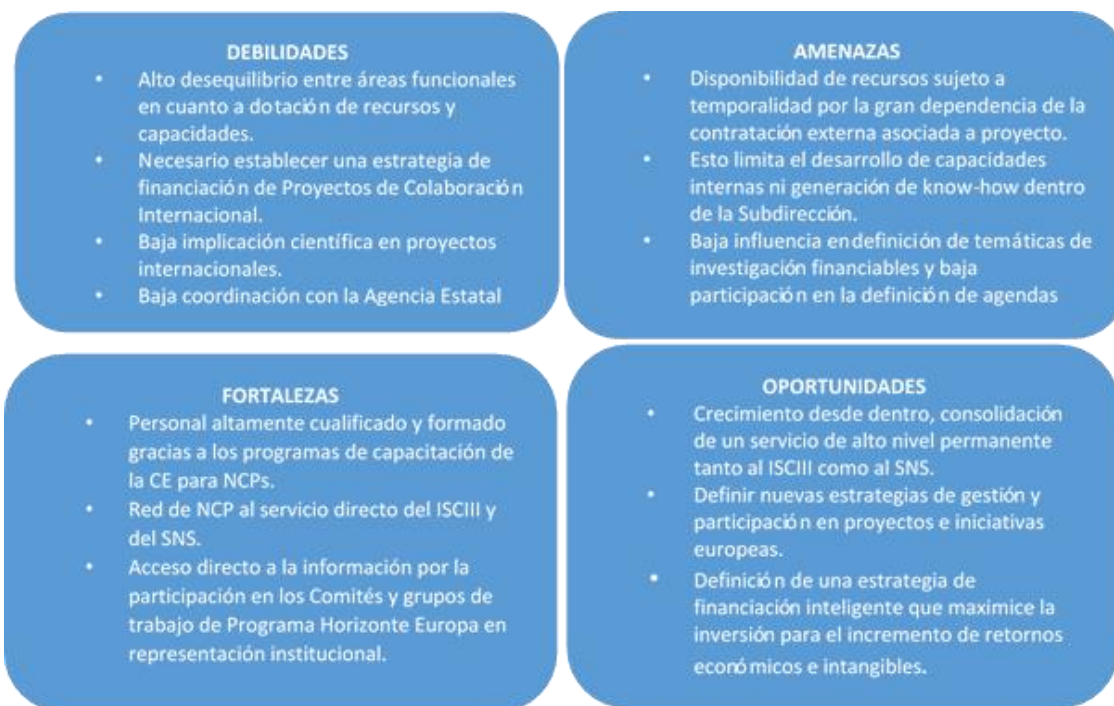 DEBILIDADES
• Alto desequilibrio entre áreas funcionales
en cuanto a dotación de recursos y
capacidades.
• Necesario establecer una estrategia de
financiación de Proyectos de Colaboración
Internacional.
• Baja implicación científica en proyectos
internacionales.
• Baja coordinación con la Agencia Estatal
AMENAZAS
• Disponibilidad de recursos sujeto a
temporalidad por la gran dependencia de la
contratación externa asociada a proyecto.
• Esto limita el desarrollo de capacidades
internas ni generación de know-how dentro
de la Subdirección.
• Baja influencia endefinición de temáticas de
investigación financiables y baja
participación en la definición de agendas
FORTALEZAS
• Personal altamente cualificado y formado
gracias a los programas de capacitación de
la CE para NCPs.
• Red de NCP al servicio directo del ISCIII y
del SNS.
• Acceso directo a la información por la
participación en los Comités y grupos de
trabajo de Programa Horizonte Europa en
representación institucional.
OPORTUNIDADES
• Crecimiento desde dentro, consolidación
de un servicio de alto nivel permanente
tanto al ISCIII como al SNS.
• Definir nuevas estrategias de gestión y
participación en proyectos e iniciativas
europeas.
• Definición de una estrategia de
financiación inteligente que maximice la
inversión para el incremento de retornos
económicos e intangibles.